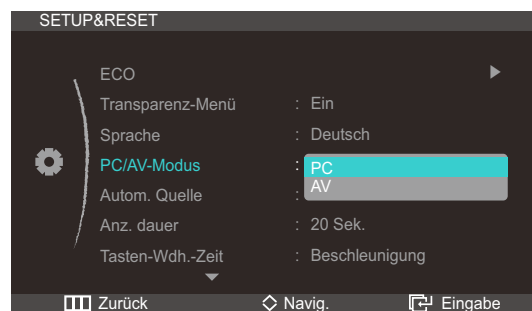 SETUP&RESET
ECO
Transparenz-Menü : Ein
Sprache : Deutsch
PC/AV-Modus : PC
AV
Autom. Quelle :
Anz. dauer : 20 Sek.
Tasten-Wdh.-Zeit : Beschleunigung
Zurück Navig. Eingabe